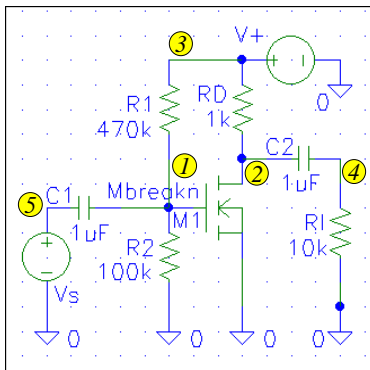 3 V+
+ -
R1 RD
470k 1k
0
1 2 C2 4
5 C1 Mbreakn
1uF
M1
1uF
R2 Rl
100k 10k
+
-
Vs
0 0 0 0